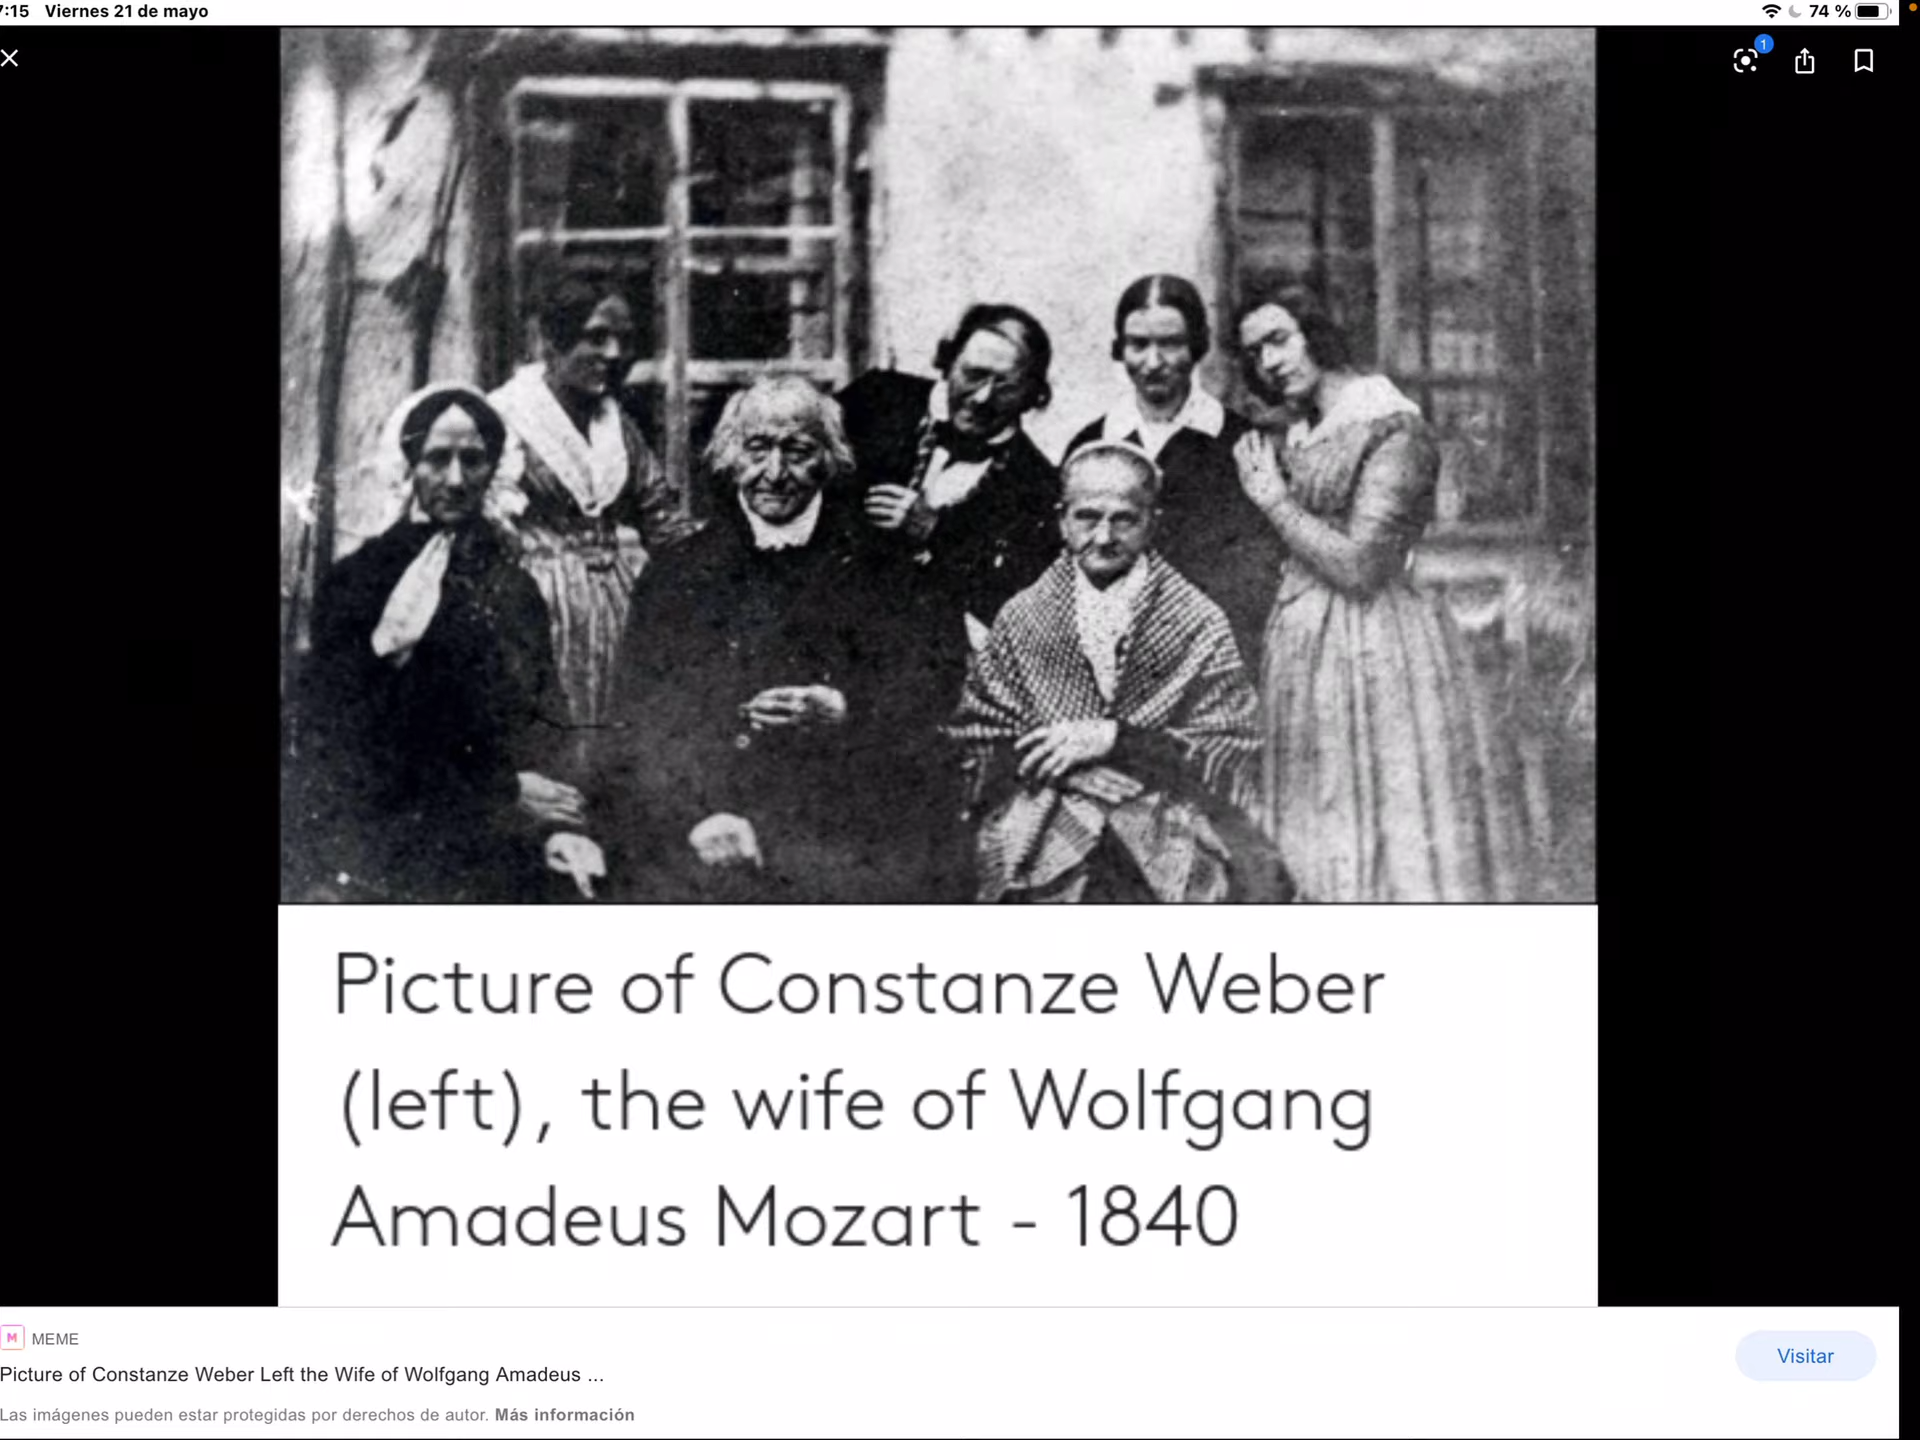 7:15 Viernes 21 de mayo 74 %
1
Picture of Constanze Weber
(left), the wife of Wolfgang
Amadeus Mozart - 1840
M MEME
Picture of Constanze Weber Left the Wife of Wolfgang Amadeus ...
Visitar
Las imágenes pueden estar protegidas por derechos de autor. Más información